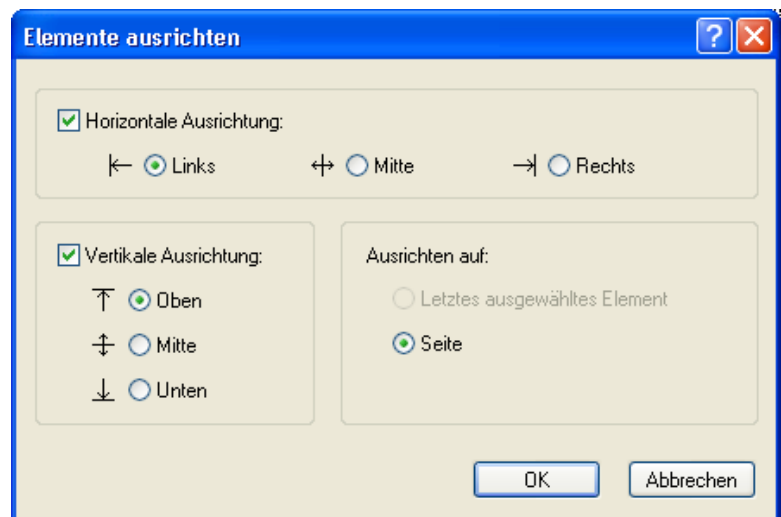 Elemente ausrichten
Horizontale Ausrichtung:
Links Mitte Rechts
Vertikale Ausrichtung:
Oben
Mitte
Unten
Ausrichten auf:
Letztes ausgewähltes Element
Seite
OK Abbrechen